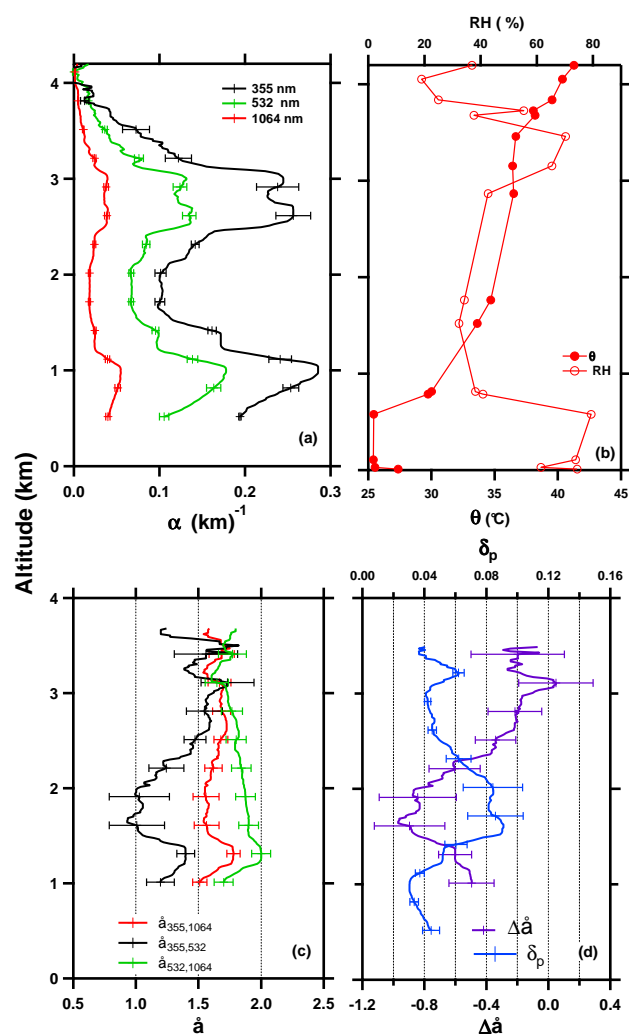 RH ( % )
0 20 40 60 80
4
3
2
1
0
355 nm
532 nm
1064 nm
(a)
0.0 0.1 0.2 0.3
α (km)⁻¹
θ
RH
(b)
25 30 35 40 45
θ (°C)
Altitude (km)
δp
0.00 0.04 0.08 0.12 0.16
4
3
2
1
0
å355,1064
å355,532
å532,1064
(c)
0.5 1.0 1.5 2.0 2.5
å
Δå
δp
(d)
-1.2 -0.8 -0.4 0.0 0.4
Δå